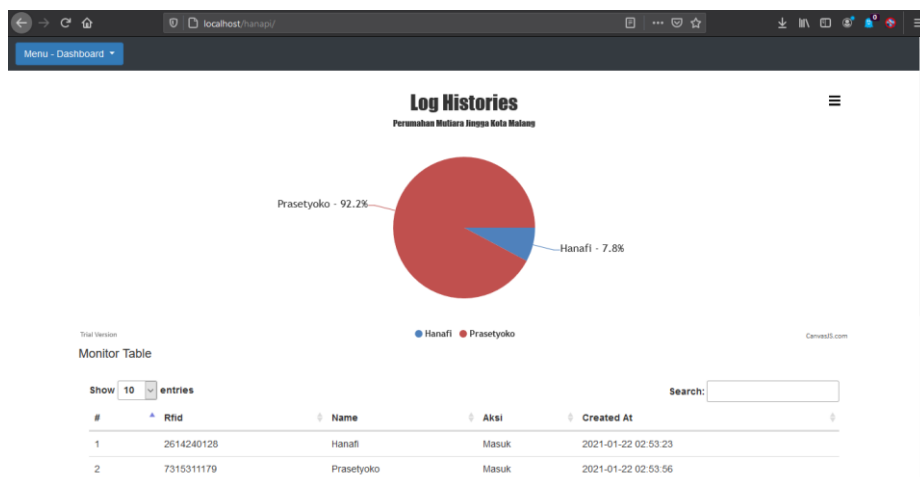 localhost/hanapi/
Menu - Dashboard
Log Histories
Perumahan Mutiara Jingga Kota Malang
Prasetyoko - 92.2%
Hanafi - 7.8%
Hanafi Prasetyoko
Trial Version CanvasJS.com
Monitor Table
Show 10 entries Search:
# Rfid Name Aksi Created At
1 2614240128 Hanafi Masuk 2021-01-22 02:53:23
2 7315311179 Prasetyoko Masuk 2021-01-22 02:53:56